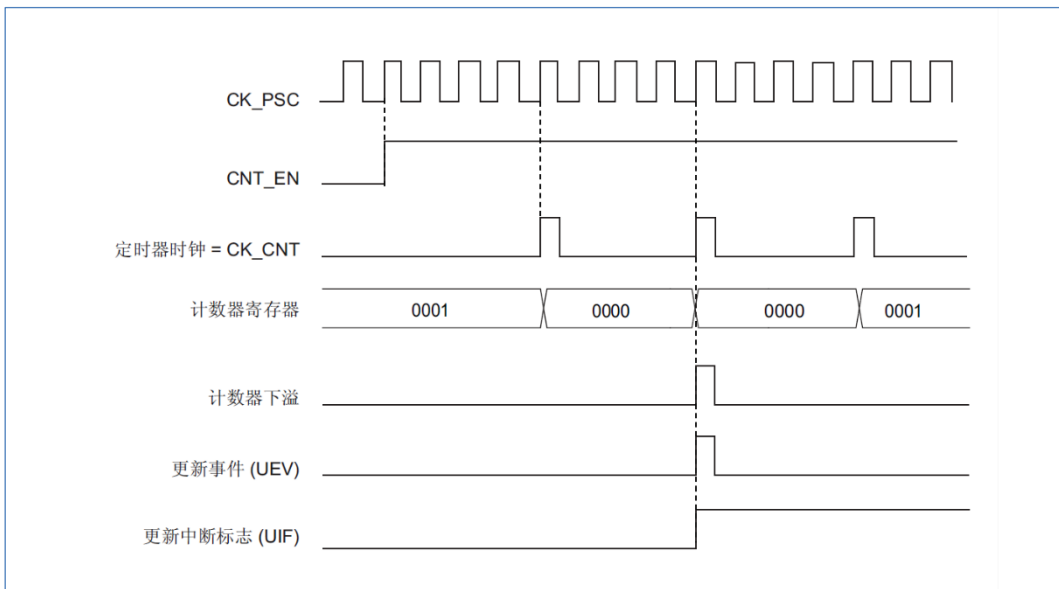 CK_PSC
CNT_EN
定时器时钟 = CK_CNT
计数器寄存器 0001 0000 0000 0001
计数器下溢
更新事件 (UEV)
更新中断标志 (UIF)